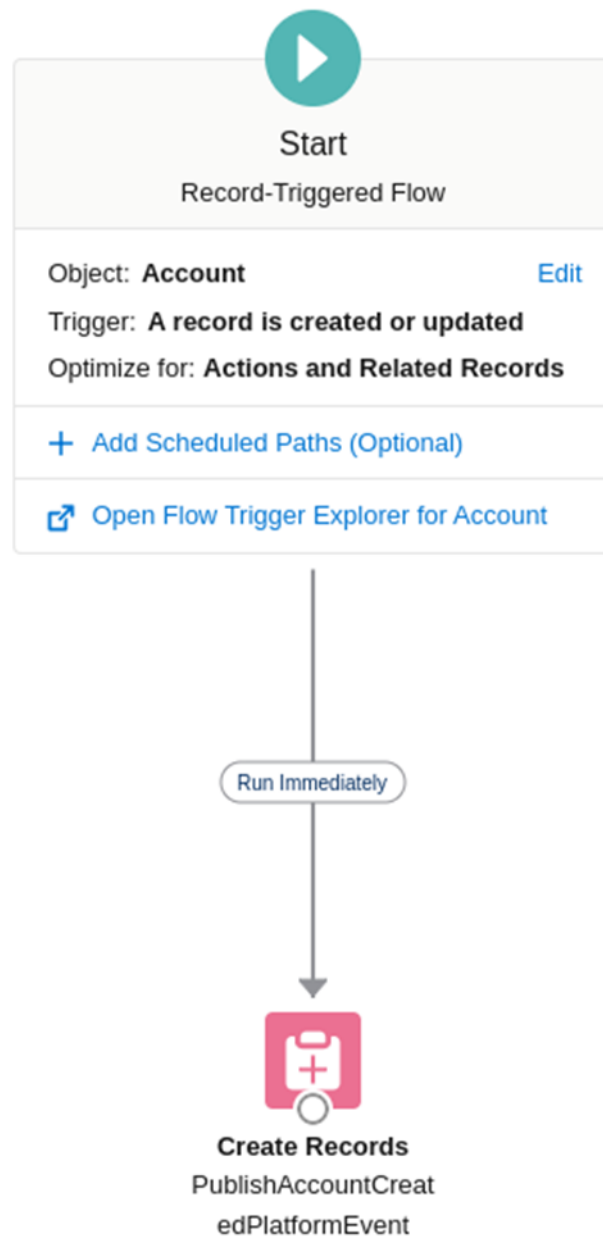 Start
Record-Triggered Flow
Object: Account
Edit
Trigger: A record is created or updated
Optimize for: Actions and Related Records
Add Scheduled Paths (Optional)
Open Flow Trigger Explorer for Account
Run Immediately
Create Records
PublishAccountCreat
edPlatformEvent